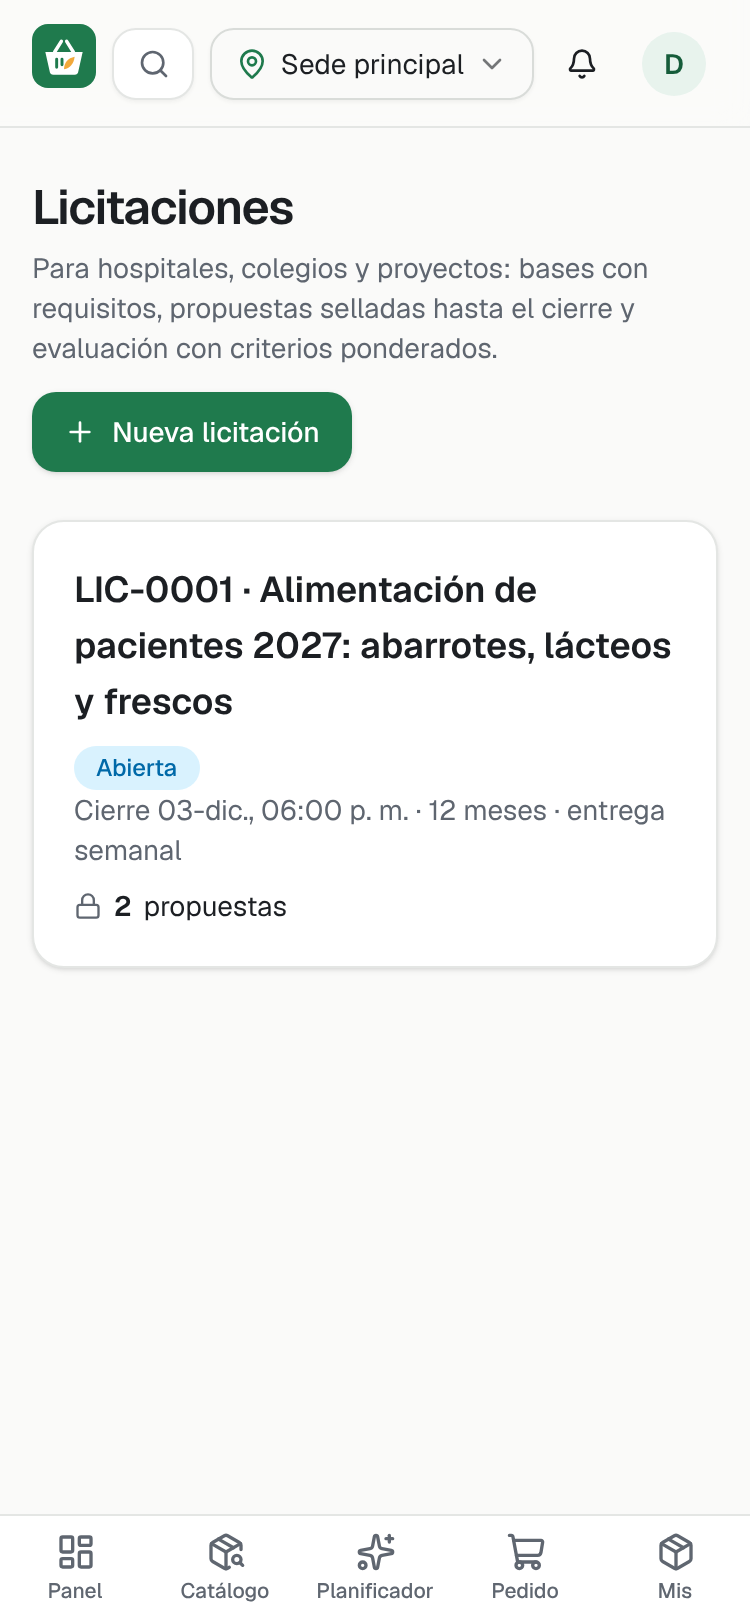 Sede principal
D
Licitaciones
Para hospitales, colegios y proyectos: bases con
requisitos, propuestas selladas hasta el cierre y
evaluación con criterios ponderados.
Nueva licitación
LIC-0001 · Alimentación de
pacientes 2027: abarrotes, lácteos
y frescos
Abierta
Cierre 03-dic., 06:00 p. m. · 12 meses · entrega
semanal
2 propuestas
Panel
Catálogo
Planificador
Pedido
Mis